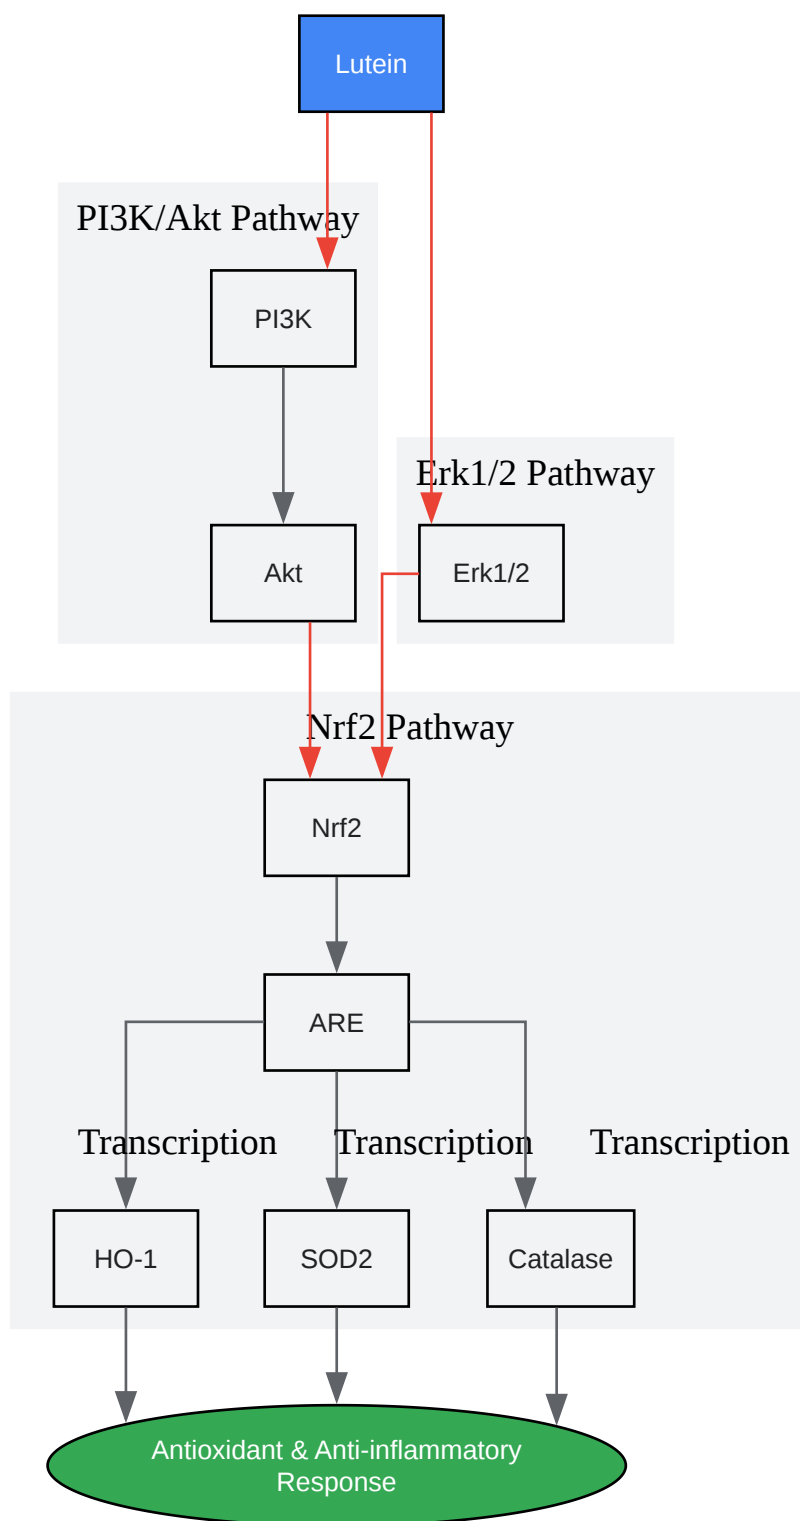 Lutein
PI3K/Akt Pathway
PI3K
Erk1/2 Pathway
Akt
Erk1/2
Nrf2 Pathway
Nrf2
ARE
Transcription
Transcription
Transcription
HO-1
SOD2
Catalase
Antioxidant & Anti-inflammatory
Response